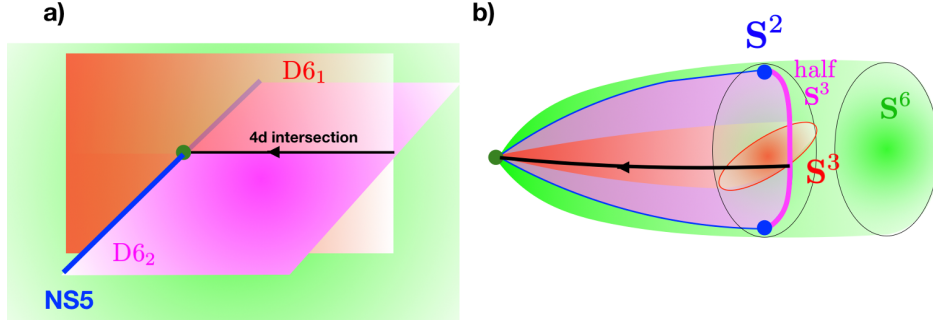 a)
D6₁
4d intersection
D6₂
NS5
b)
S²
half
S³
S⁶
S³